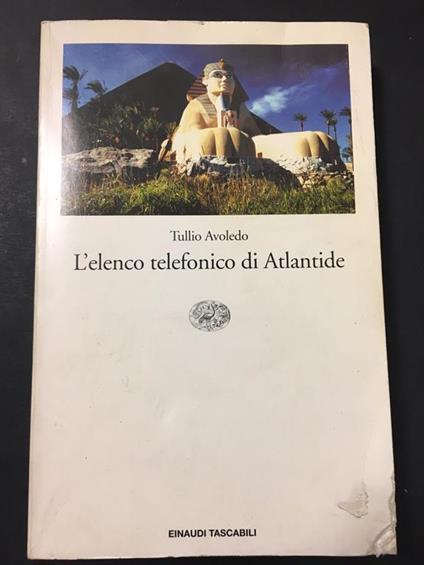 Tullio Avoledo
L'elenco telefonico di Atlantide
EINAUDI TASCABILI